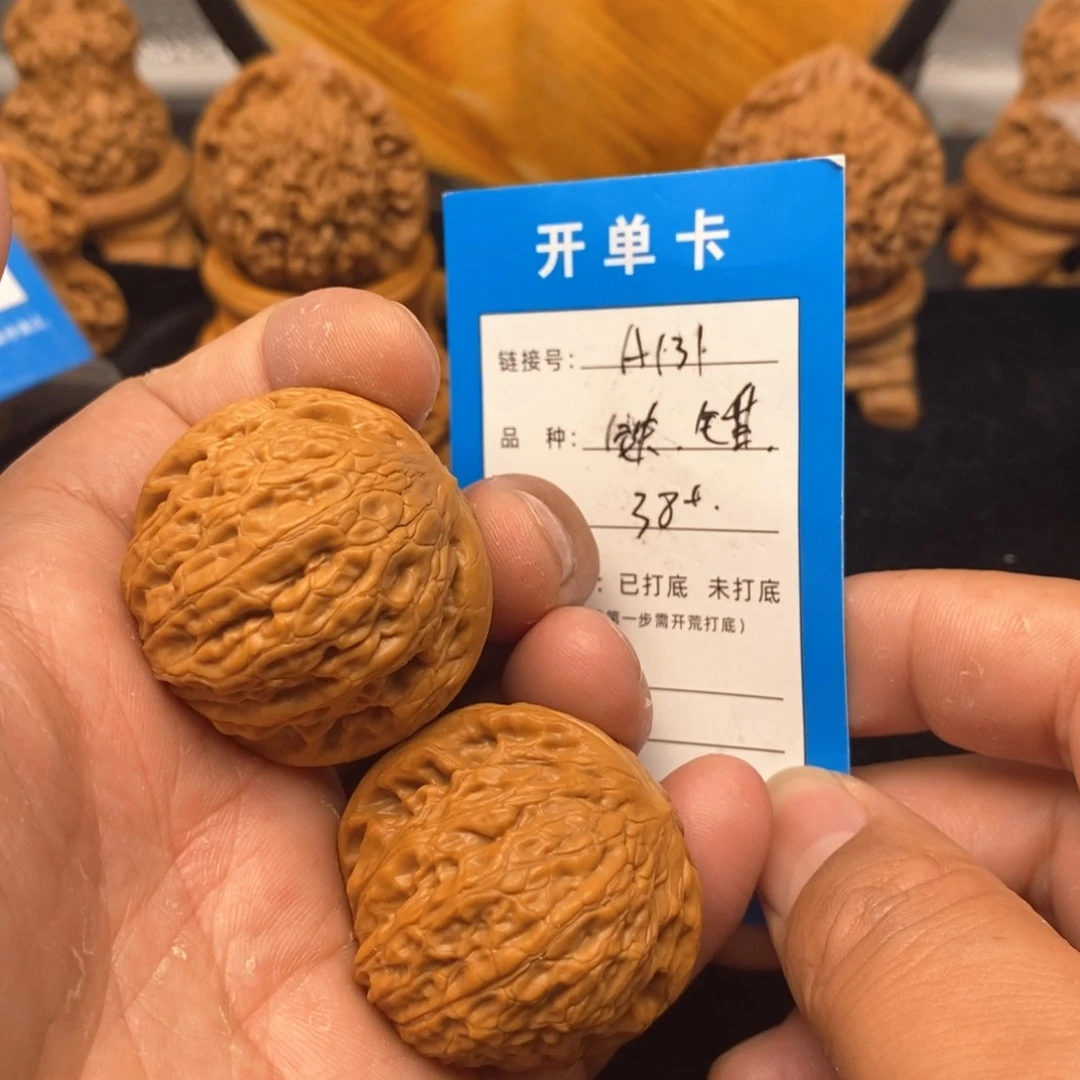 开单卡
链接号: A131
品 种:
38+.
: 已打底 未打底
第一步需开荒打底)